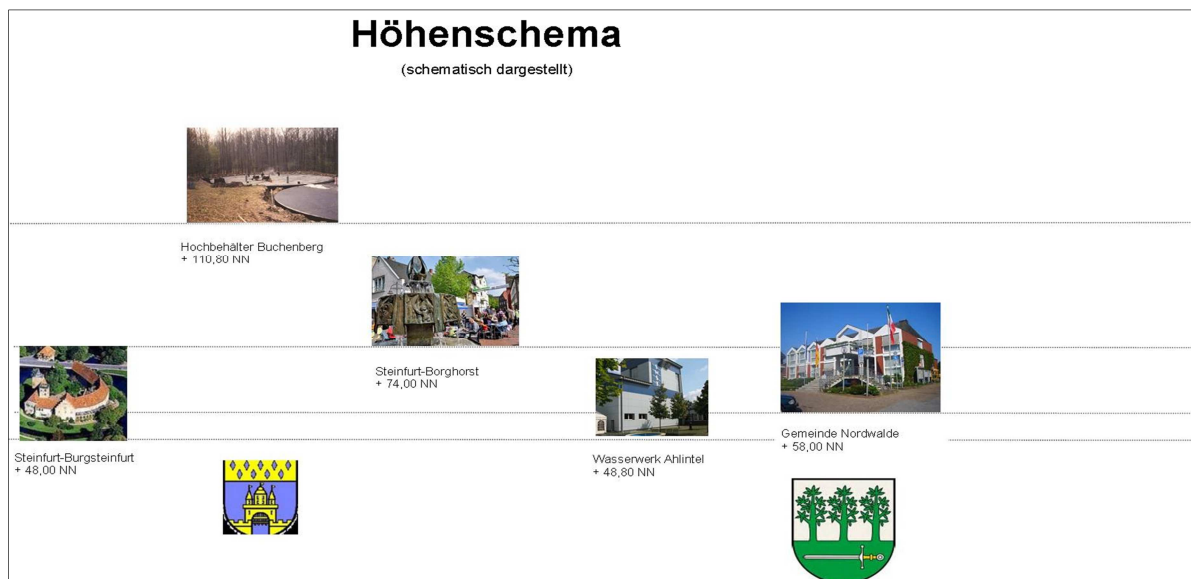 Höhenschema
(schematisch dargestellt)
Hochbehälter Buchenberg
+ 110,80 NN
Steinfurt-Borghorst
+ 74,00 NN
Gemeinde Nordwalde
+ 58,00 NN
Steinfurt-Burgsteinfurt
+ 48,00 NN
Wasserwerk Ahlintel
+ 48,80 NN